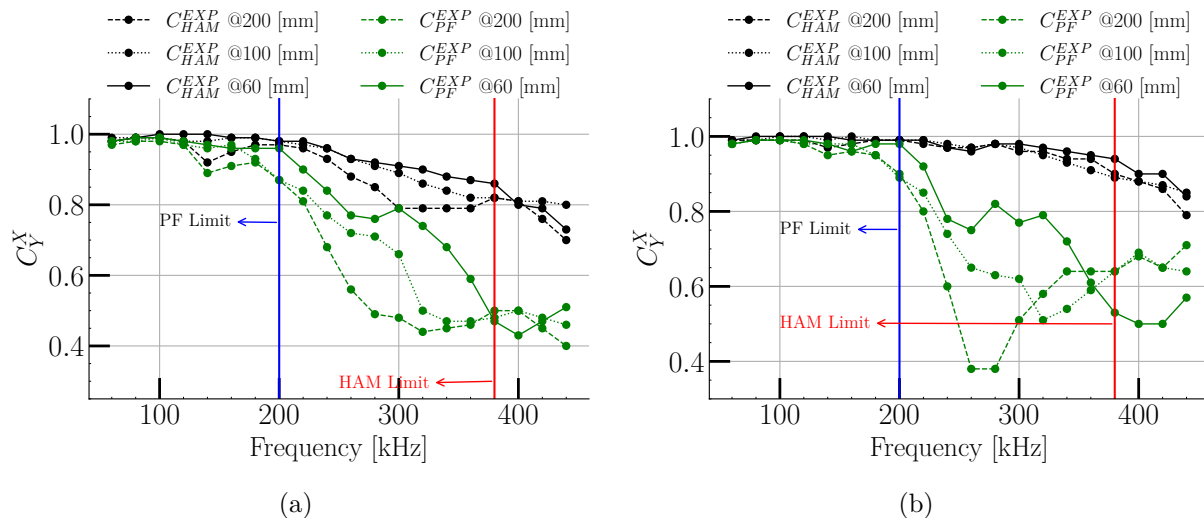 C_{HAM}^{EXP} @200 [mm] C_{PF}^{EXP} @200 [mm]
C_{HAM}^{EXP} @100 [mm] C_{PF}^{EXP} @100 [mm]
C_{HAM}^{EXP} @60 [mm] C_{PF}^{EXP} @60 [mm]
1.0
0.8
0.6
0.4
C_Y^X
PF Limit
HAM Limit
100 200 300 400
Frequency [kHz]
(a)
C_{HAM}^{EXP} @200 [mm] C_{PF}^{EXP} @200 [mm]
C_{HAM}^{EXP} @100 [mm] C_{PF}^{EXP} @100 [mm]
C_{HAM}^{EXP} @60 [mm] C_{PF}^{EXP} @60 [mm]
1.0
0.8
0.6
0.4
C_Y^X
PF Limit
HAM Limit
100 200 300 400
Frequency [kHz]
(b)